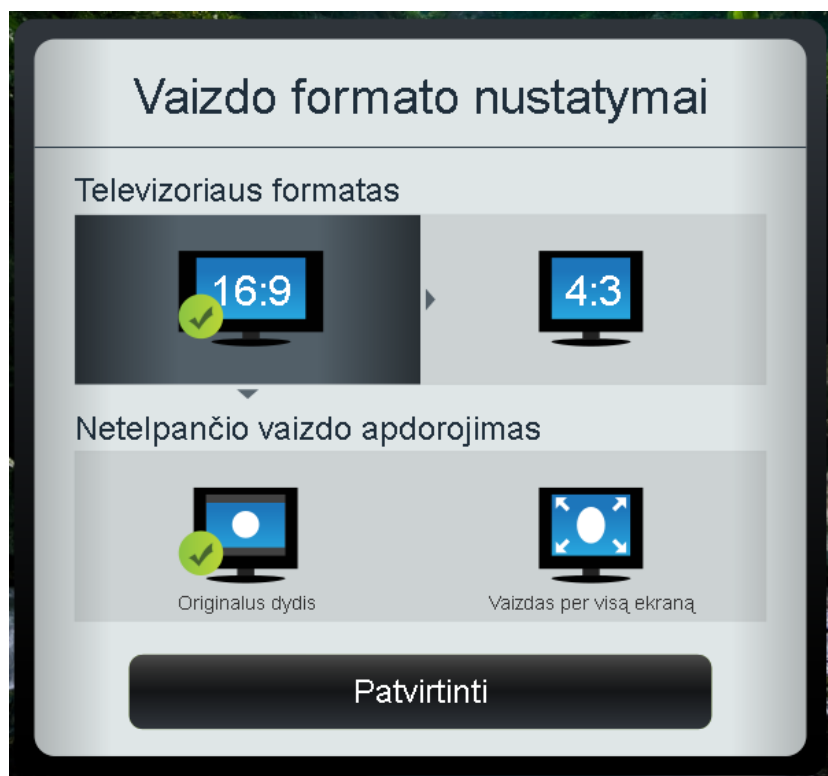 Vaizdo formato nustatymai
Televizoriaus formatas
16:9
4:3
Netelpančio vaizdo apdorojimas
Originalus dydis
Vaizdas per visą ekraną
Patvirtinti